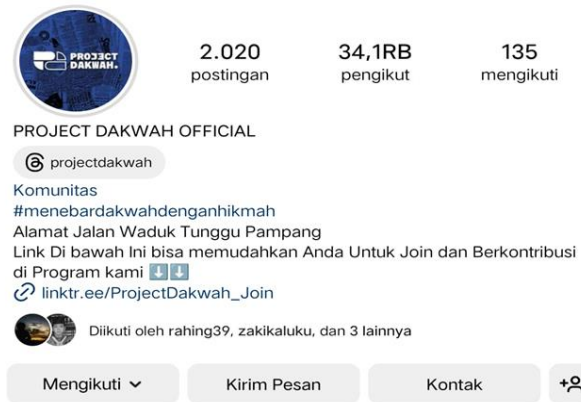 PROJ3CT
DAKWAH.
2.020 34,1RB 135
postingan pengikut mengikuti
PROJECT DAKWAH OFFICIAL
projectdakwah
Komunitas
#menebardakwahdenganhikmah
Alamat Jalan Waduk Tunggu Pampang
Link Di bawah Ini bisa memudahkan Anda Untuk Join dan Berkontribusi
di Program kami ⬇️⬇️
linktr.ee/ProjectDakwah_Join
Diikuti oleh rahing39, zakikaluku, dan 3 lainnya
Mengikuti Kirim Pesan Kontak